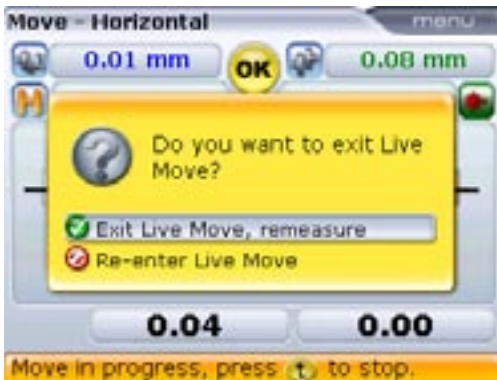 Move - Horizontal
menu
0.01 mm
OK
0.08 mm
Do you want to exit Live
Move?
Exit Live Move, remeasure
Re-enter Live Move
0.04
0.00
Move in progress, press to stop.